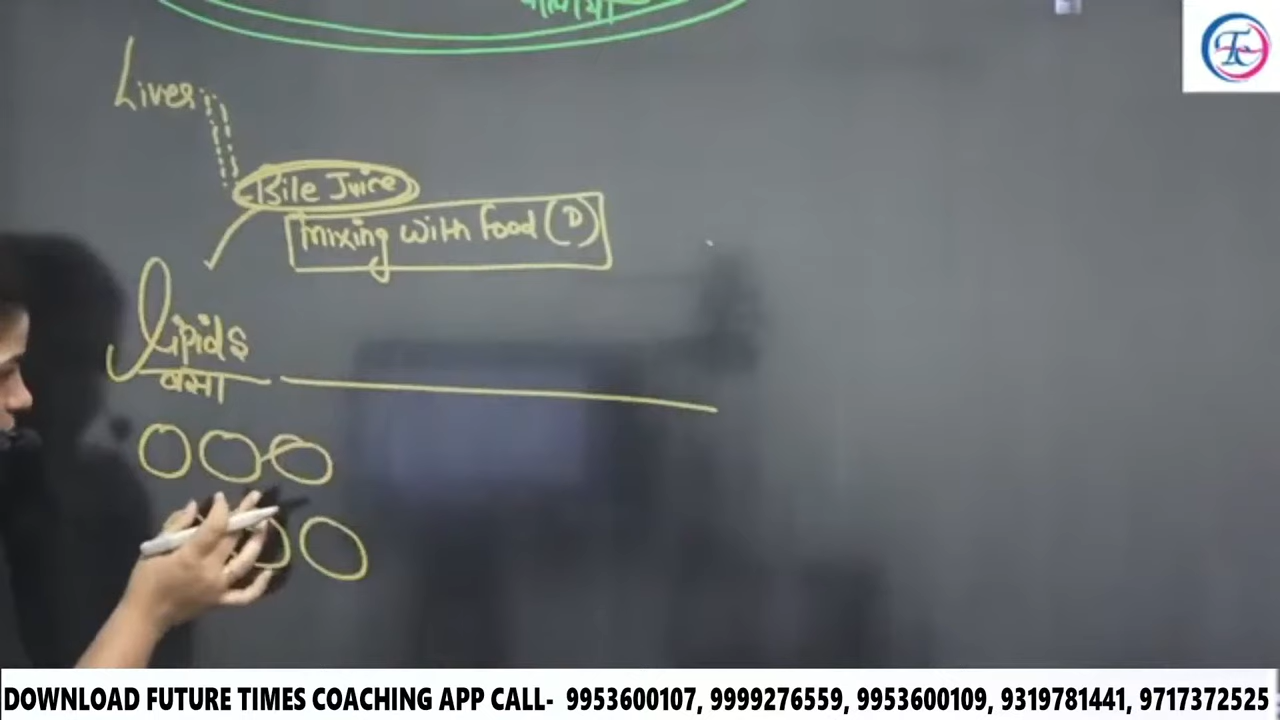 Liver
Bile Juice
Mixing with food (D)
Lipids
वसा
Tc
DOWNLOAD FUTURE TIMES COACHING APP CALL- 9953600107, 9999276559, 9953600109, 9319781441, 9717372525